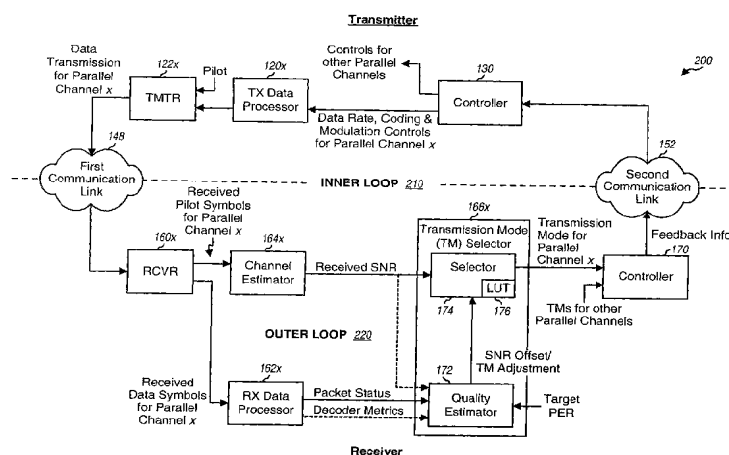 Transmitter
Data
Transmission
for Parallel
Channel x
122x
TMTR
Pilot
120x
TX Data
Processor
Controls for
other Parallel
Channels
130
Controller
200
Data Rate, Coding &
Modulation Controls
for Parallel Channel x
148
First
Communication
Link
INNER LOOP 210
152
Second
Communication
Link
Received
Pilot Symbols
for Parallel
Channel x
160x
RCVR
164x
Channel
Estimator
Received SNR
166x
Transmission Mode
(TM) Selector
Selector
LUT
174
176
Transmission
Mode for
Parallel
Channel x
Feedback Info
170
Controller
TMs for other
Parallel Channels
OUTER LOOP 220
SNR Offset/
TM Adjustment
Received
Data Symbols
for Parallel
Channel x
162x
RX Data
Processor
Packet Status
Decoder Metrics
172
Quality
Estimator
Target
PER
Receiver